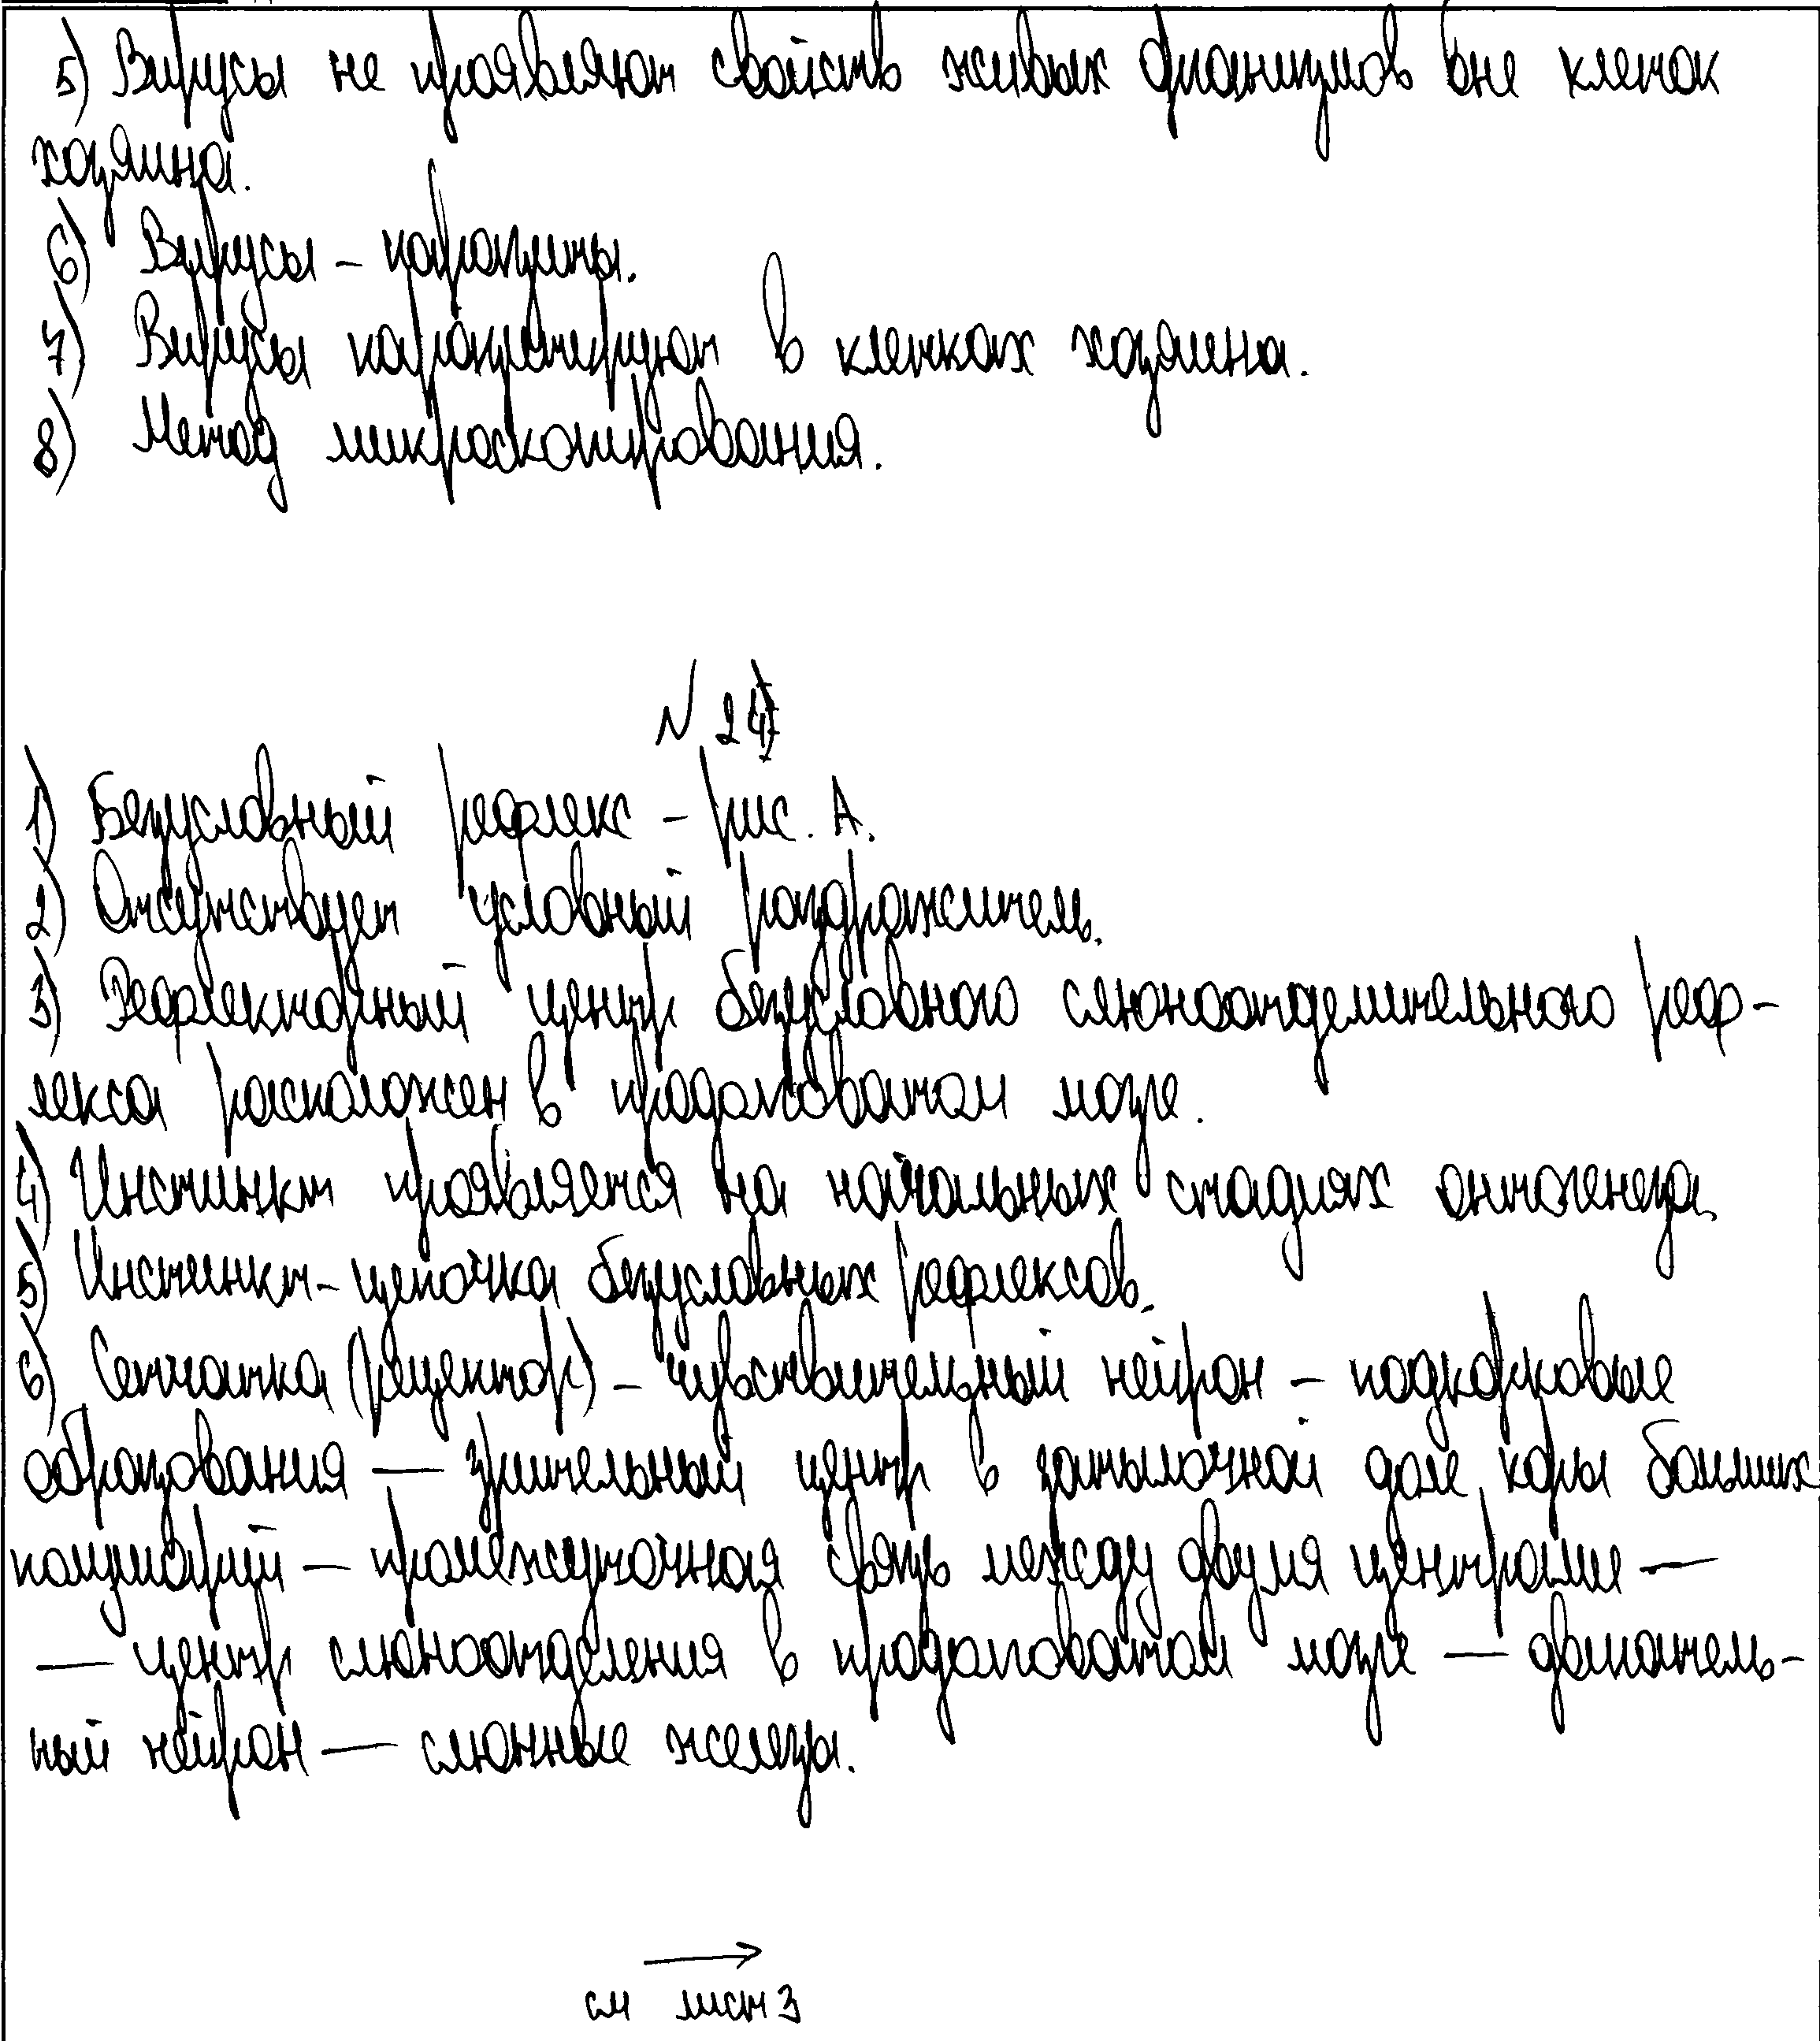 5) Вирусы не проявляют свойств живых организмов вне клеток
хозяина.
6) Вирусы - паразиты.
7) Вирусы паразитируют в клетках хозяина.
8) Метод микроскопирования.
N 24
1) Безусловный рефлекс - рис. А.
2) Отсутствует условный раздражитель.
3) Рефлекторный центр безусловного слюноотделительного реф-
лекса расположен в продолговатом мозге.
4) Инстинкт проявляется на начальных стадиях онтогенеза.
5) Инстинкт - цепочка безусловных рефлексов.
6) Сетчатка (рецептор) - чувствительный нейрон - подкорковые
образования — зрительный центр в затылочной доле коры больших
полушарий — промежуточная связь между двумя центрами —
— центр слюноотделения в продолговатом мозге — двигатель-
ный нейрон — слюнные железы.
→
см лист 3